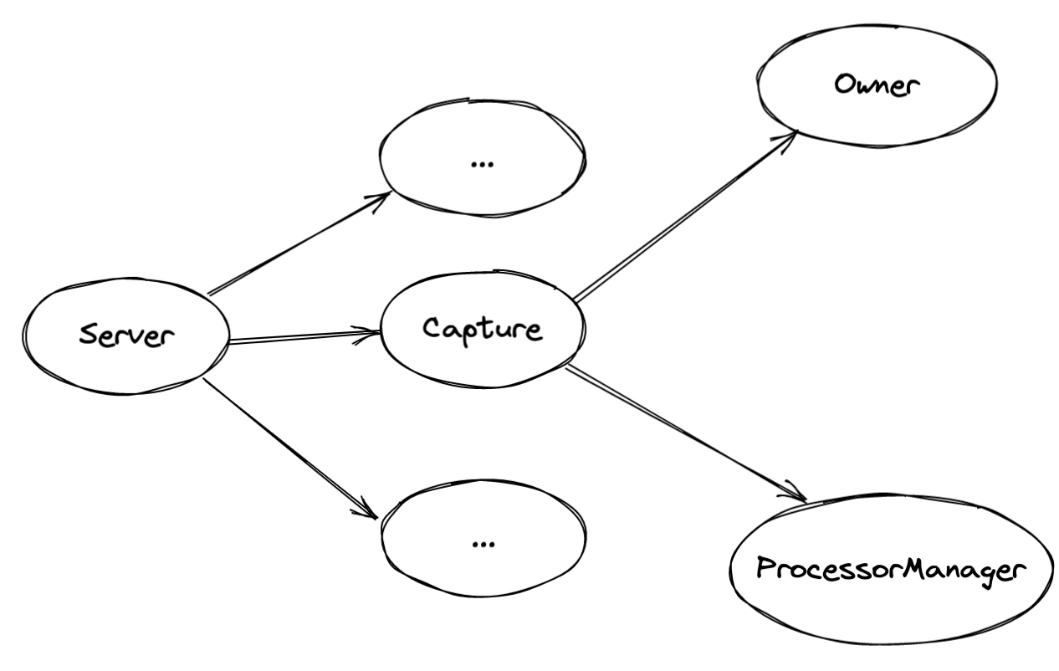 Owner
...
Server
Capture
...
ProcessorManager